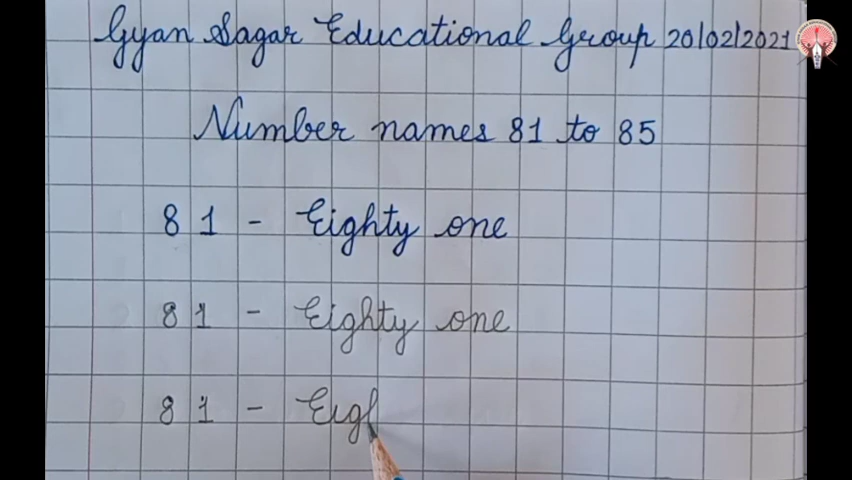 Gyan Sagar Educational Group 20/02/2021
Number names 81 to 85
81 - Eighty one
81 - Eighty one
81 - Eigh